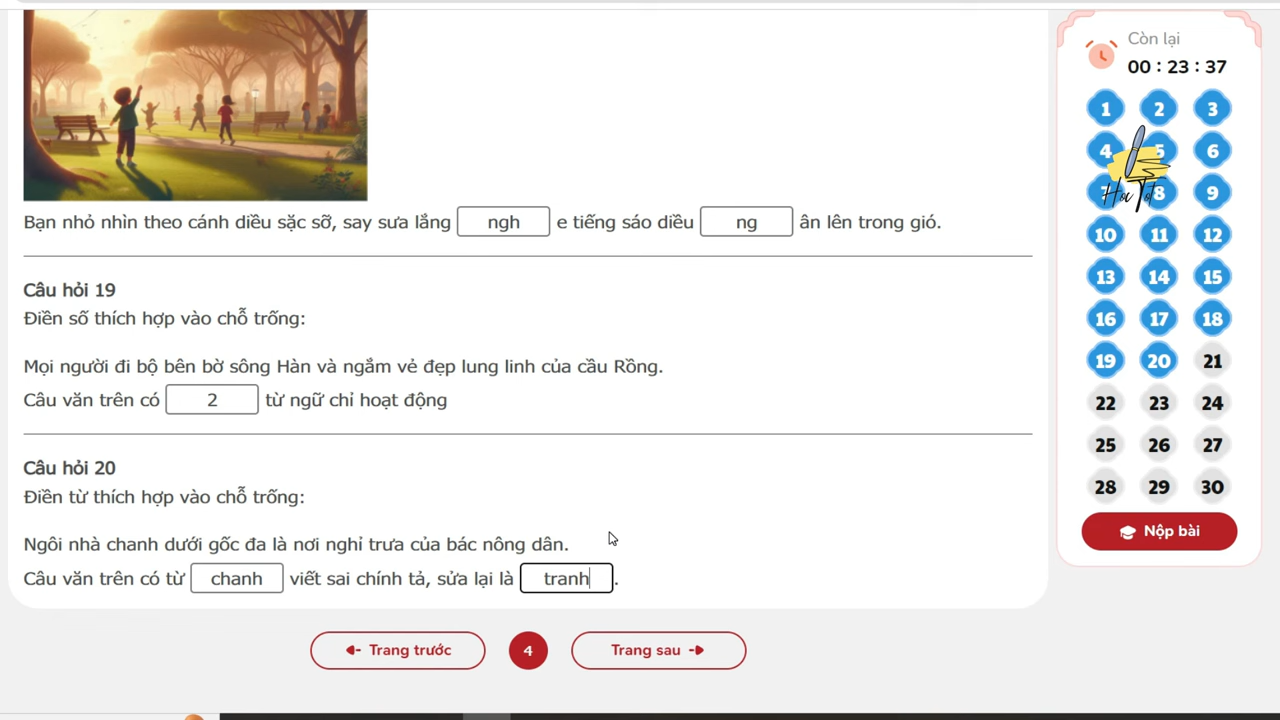 Còn lại
00 : 23 : 37
Bạn nhỏ nhìn theo cánh diều sặc sỡ, say sưa lắng ngh e tiếng sáo diều ng ân lên trong gió.
Câu hỏi 19
Điền số thích hợp vào chỗ trống:
Mọi người đi bộ bên bờ sông Hàn và ngắm vẻ đẹp lung linh của cầu Rồng.
Câu văn trên có 2 từ ngữ chỉ hoạt động
Câu hỏi 20
Điền từ thích hợp vào chỗ trống:
Ngôi nhà chanh dưới gốc đa là nơi nghỉ trưa của bác nông dân.
Câu văn trên có từ chanh viết sai chính tả, sửa lại là tranh.
Trang trước 4 Trang sau
1 2 3
4 5 6
7 8 9
Học Tốt
10 11 12
13 14 15
16 17 18
19 20 21
22 23 24
25 26 27
28 29 30
Nộp bài